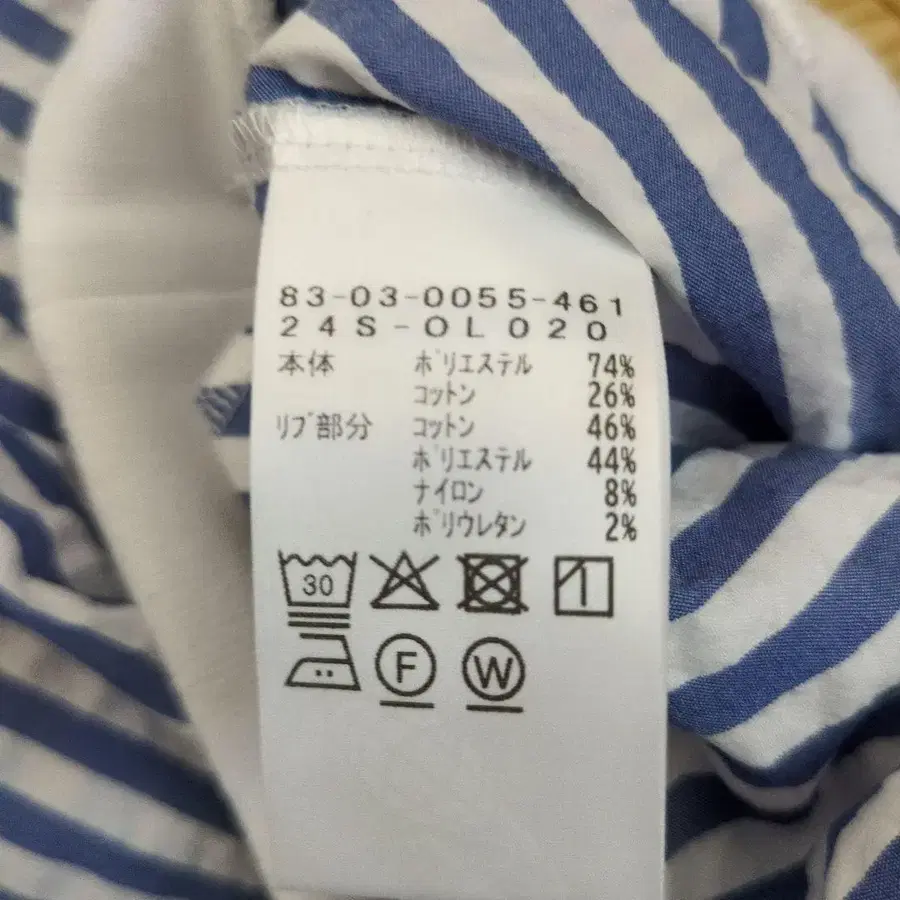 83-03-0055-461
24S-OL020
本体 ポリエステル 74%
コットン 26%
リブ部分 コットン 46%
ポリエステル 44%
ナイロン 8%
ポリウレタン 2%
30
F W